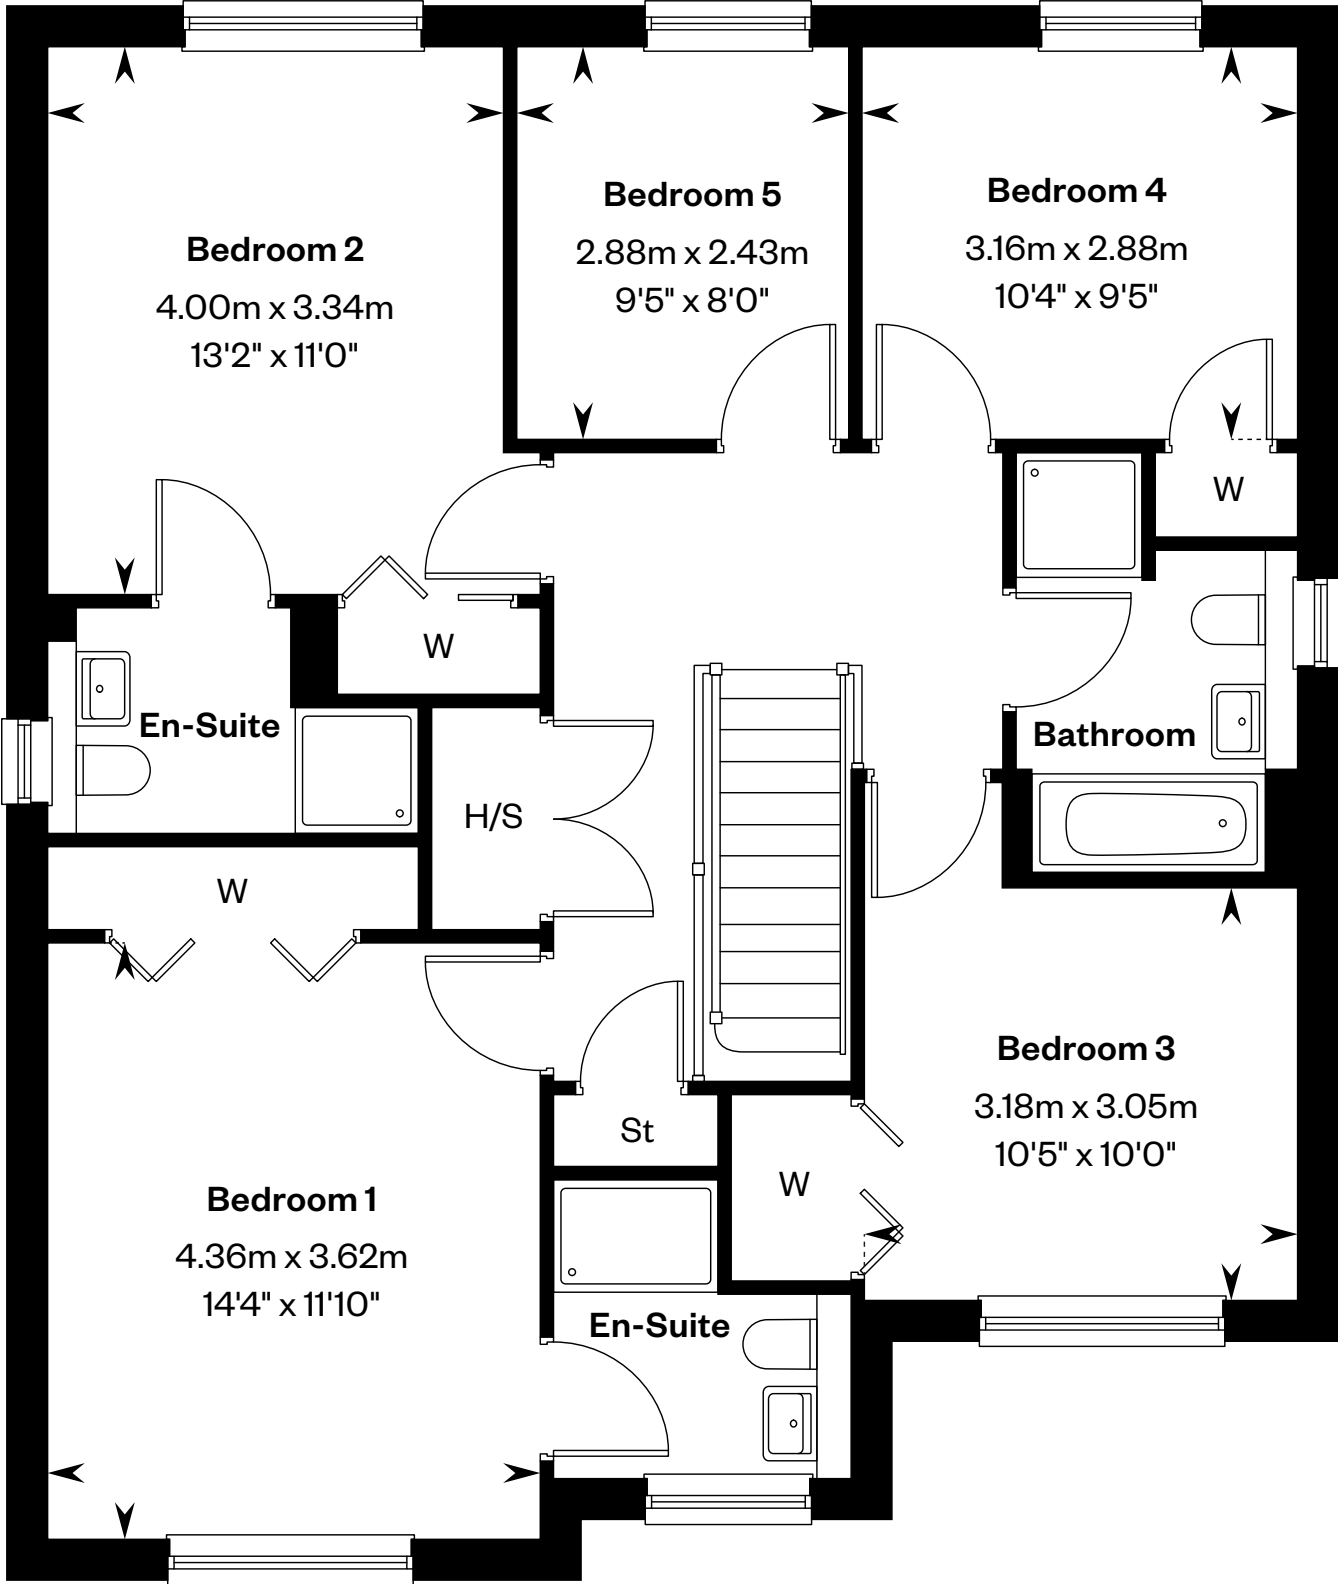 Bedroom 2
4.00m x 3.34m
13'2" x 11'0"
Bedroom 5
2.88m x 2.43m
9'5" x 8'0"
Bedroom 4
3.16m x 2.88m
10'4" x 9'5"
W
W
En-Suite
Bathroom
H/S
W
Bedroom 3
3.18m x 3.05m
10'5" x 10'0"
St
W
Bedroom 1
4.36m x 3.62m
14'4" x 11'10"
En-Suite